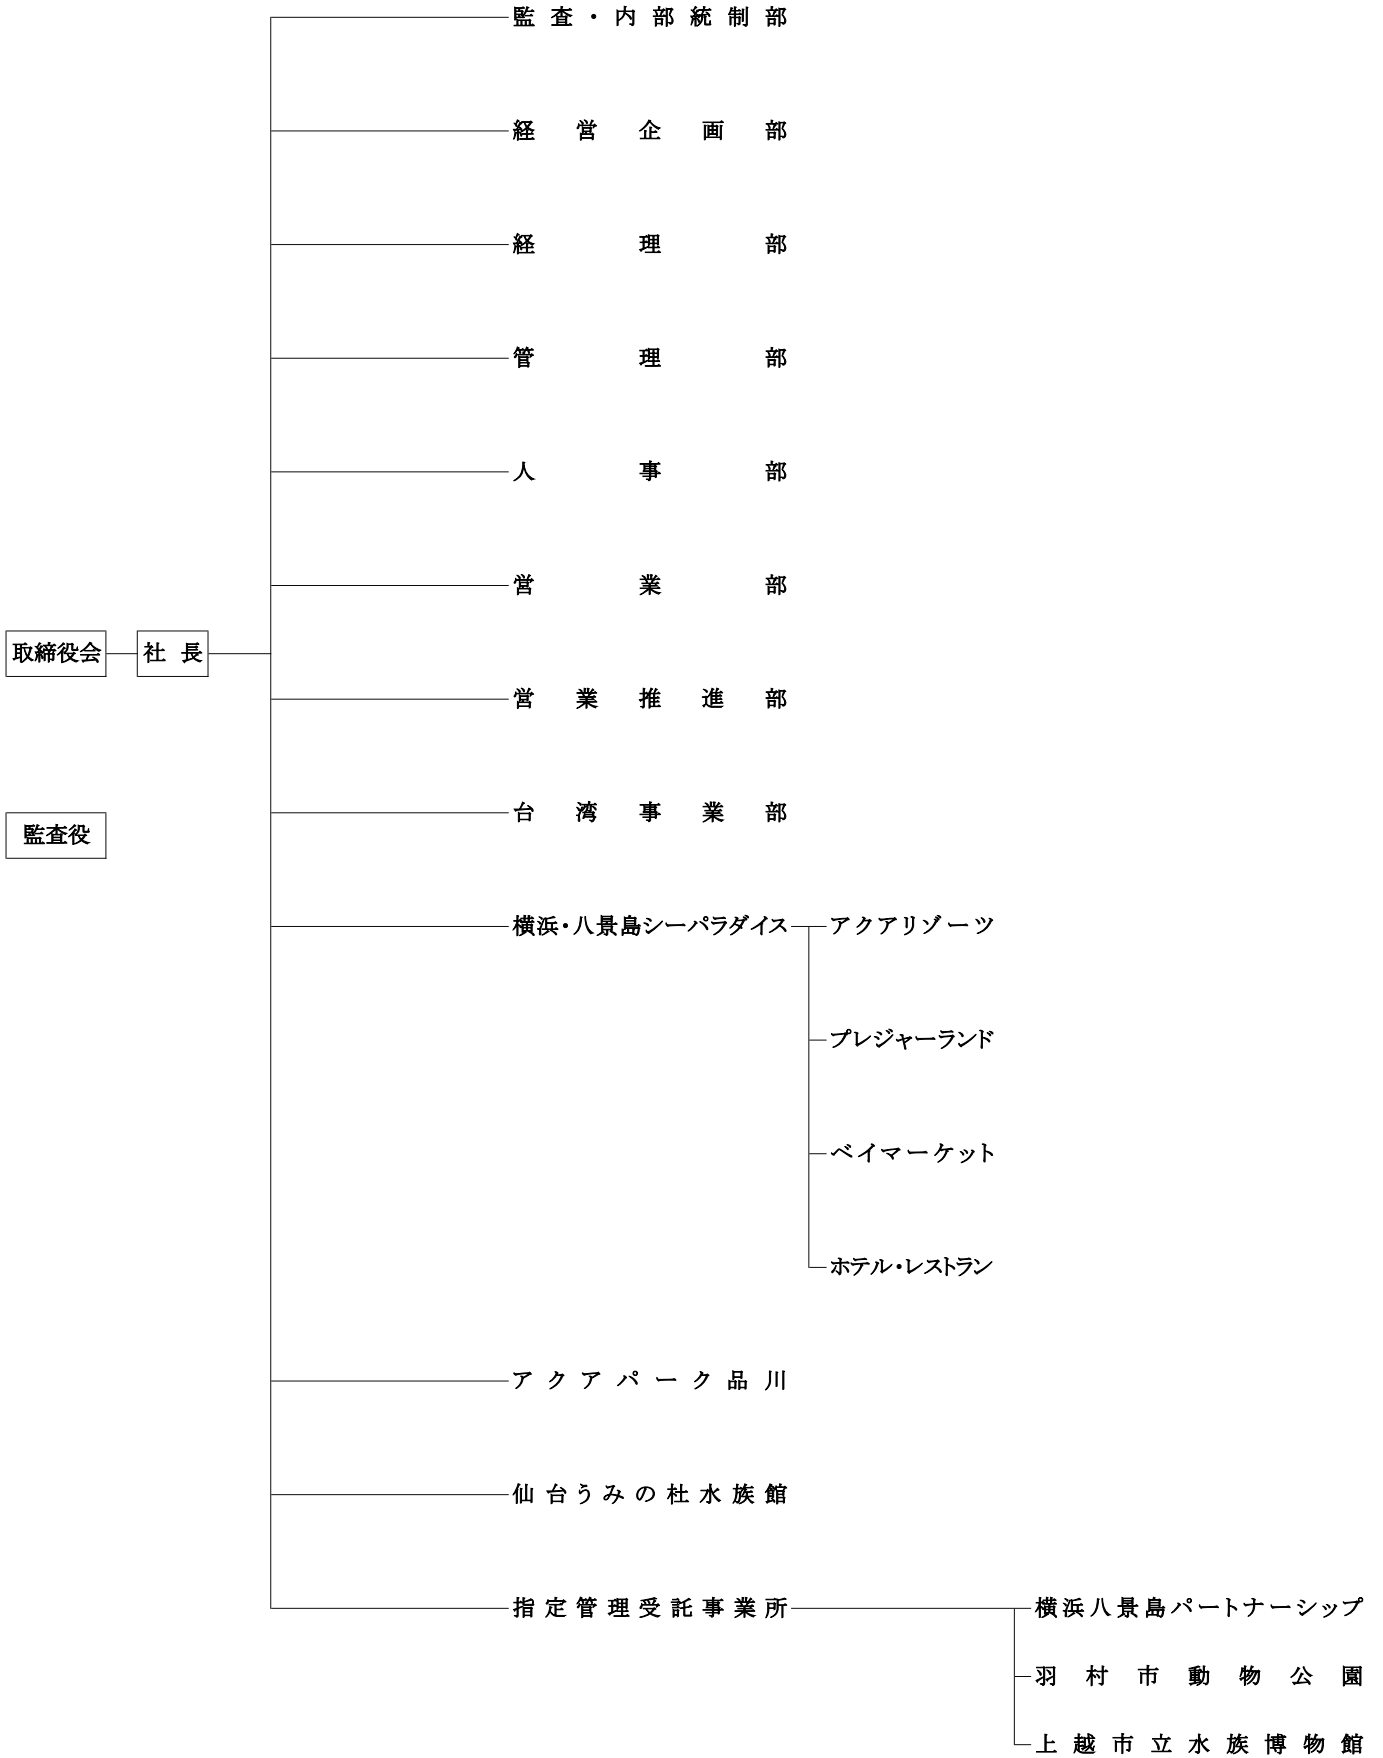 監査・内部統制部
経営企画部
経理部
管理部
人事部
営業部
取締役会
社長
営業推進部
台湾事業部
監査役
横浜・八景島シーパラダイス
アクアリゾーツ
プレジャーランド
ベイマーケット
ホテル・レストラン
アクアパーク品川
仙台うみの杜水族館
指定管理受託事業所
横浜八景島パートナーシップ
羽村市動物公園
上越市立水族博物館